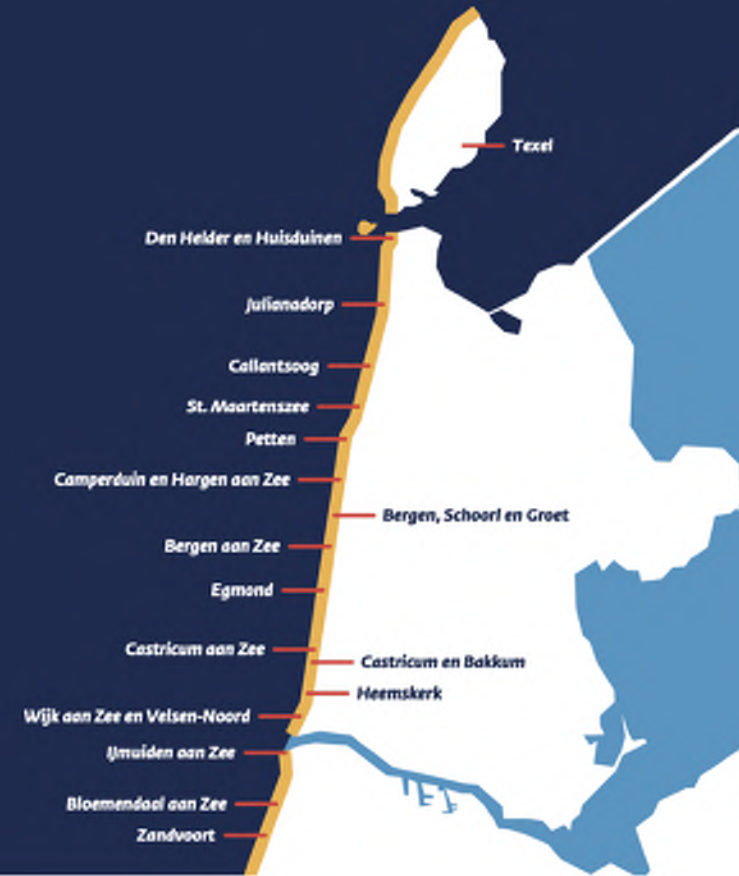 Texel
Den Helder en Huisduinen
Julianadorp
Callantsoog
St. Maartenszee
Petten
Camperduin en Hargen aan Zee
Bergen, Schoorl en Groet
Bergen aan Zee
Egmond
Castricum aan Zee
Castricum en Bakkum
Heemskerk
Wijk aan Zee en Velsen-Noord
IJmuiden aan Zee
Bloemendaal aan Zee
Zandvoort